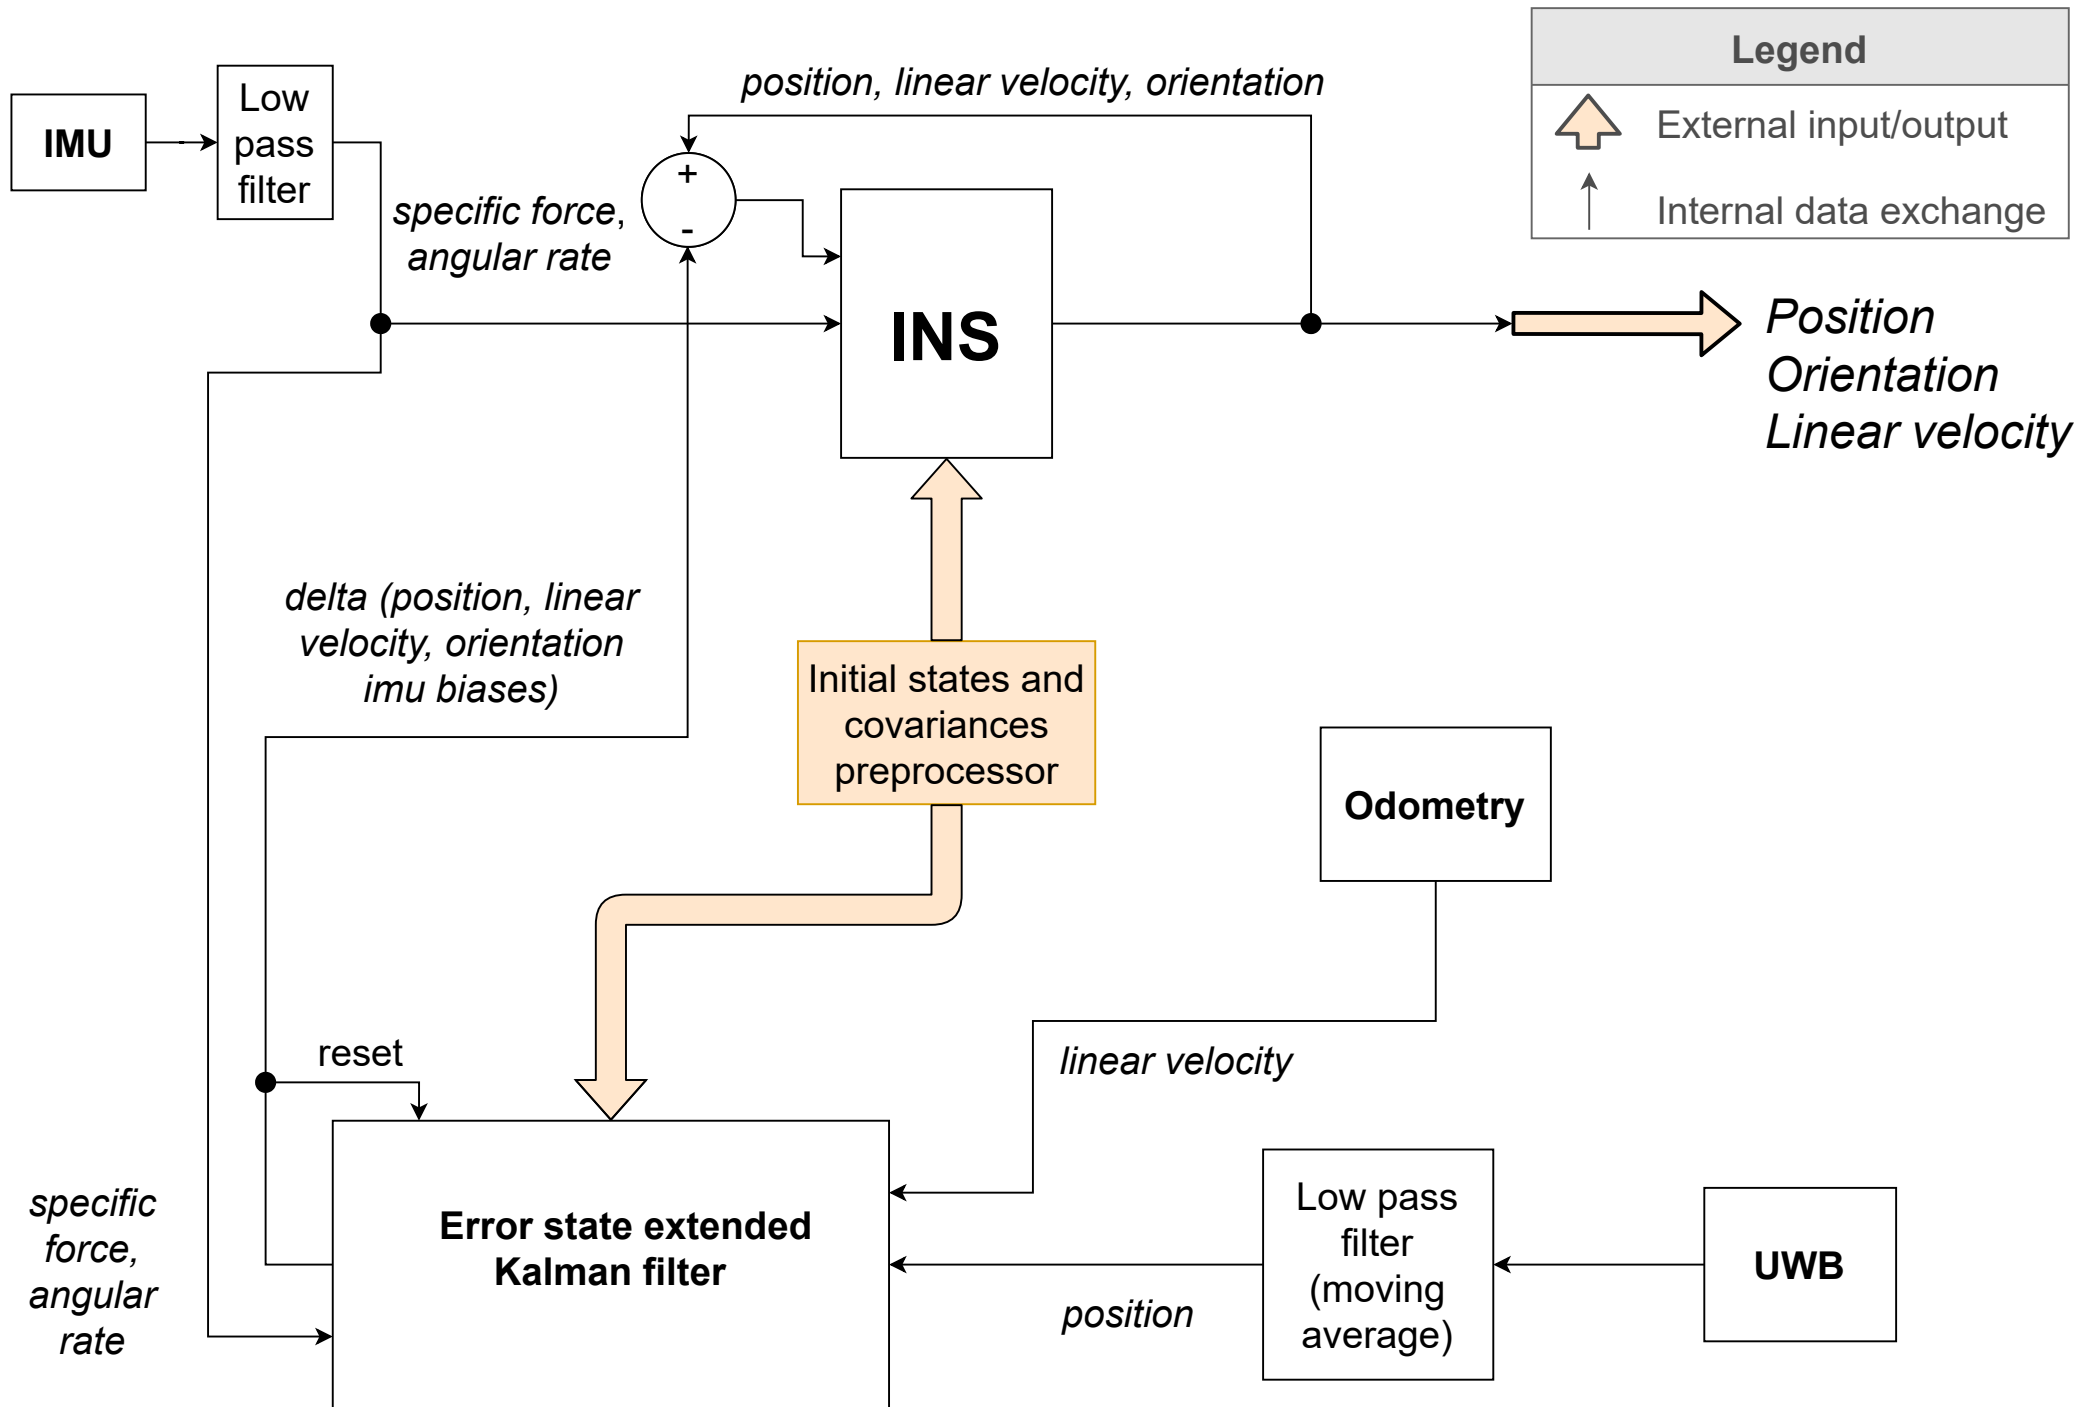 Legend
External input/output
Internal data exchange
IMU
Low
pass
filter
position, linear velocity, orientation
+
-
specific force,
angular rate
INS
Position
Orientation
Linear velocity
delta (position, linear
velocity, orientation
imu biases)
Initial states and
covariances
preprocessor
Odometry
reset
linear velocity
specific
force,
angular
rate
Error state extended
Kalman filter
position
Low pass
filter
(moving
average)
UWB